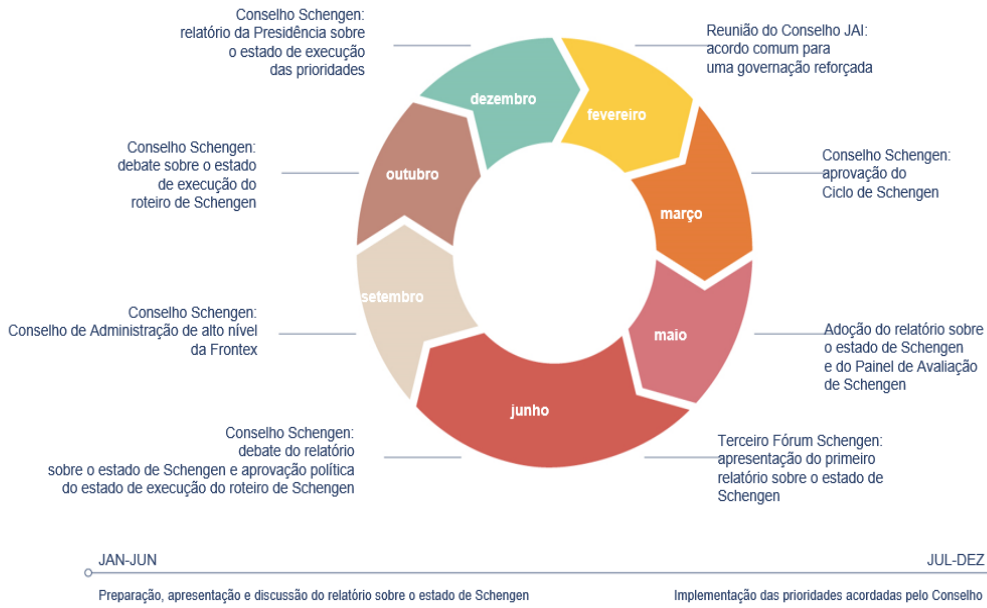 Conselho Schengen:
relatório da Presidência sobre
o estado de execução
das prioridades
dezembro
Reunião do Conselho JAI:
acordo comum para
uma governação reforçada
fevereiro
Conselho Schengen:
aprovação do
Ciclo de Schengen
março
Adoção do relatório sobre
o estado de Schengen
e do Painel de Avaliação
de Schengen
maio
Terceiro Fórum Schengen:
apresentação do primeiro
relatório sobre o estado de
Schengen
junho
Conselho Schengen:
debate do relatório
sobre o estado de Schengen e aprovação política
do estado de execução do roteiro de Schengen
Conselho Schengen:
Conselho de Administração de alto nível
da Frontex
setembro
Conselho Schengen:
debate sobre o estado
de execução do
roteiro de Schengen
outubro
JAN-JUN
JUL-DEZ
Preparação, apresentação e discussão do relatório sobre o estado de Schengen
Implementação das prioridades acordadas pelo Conselho